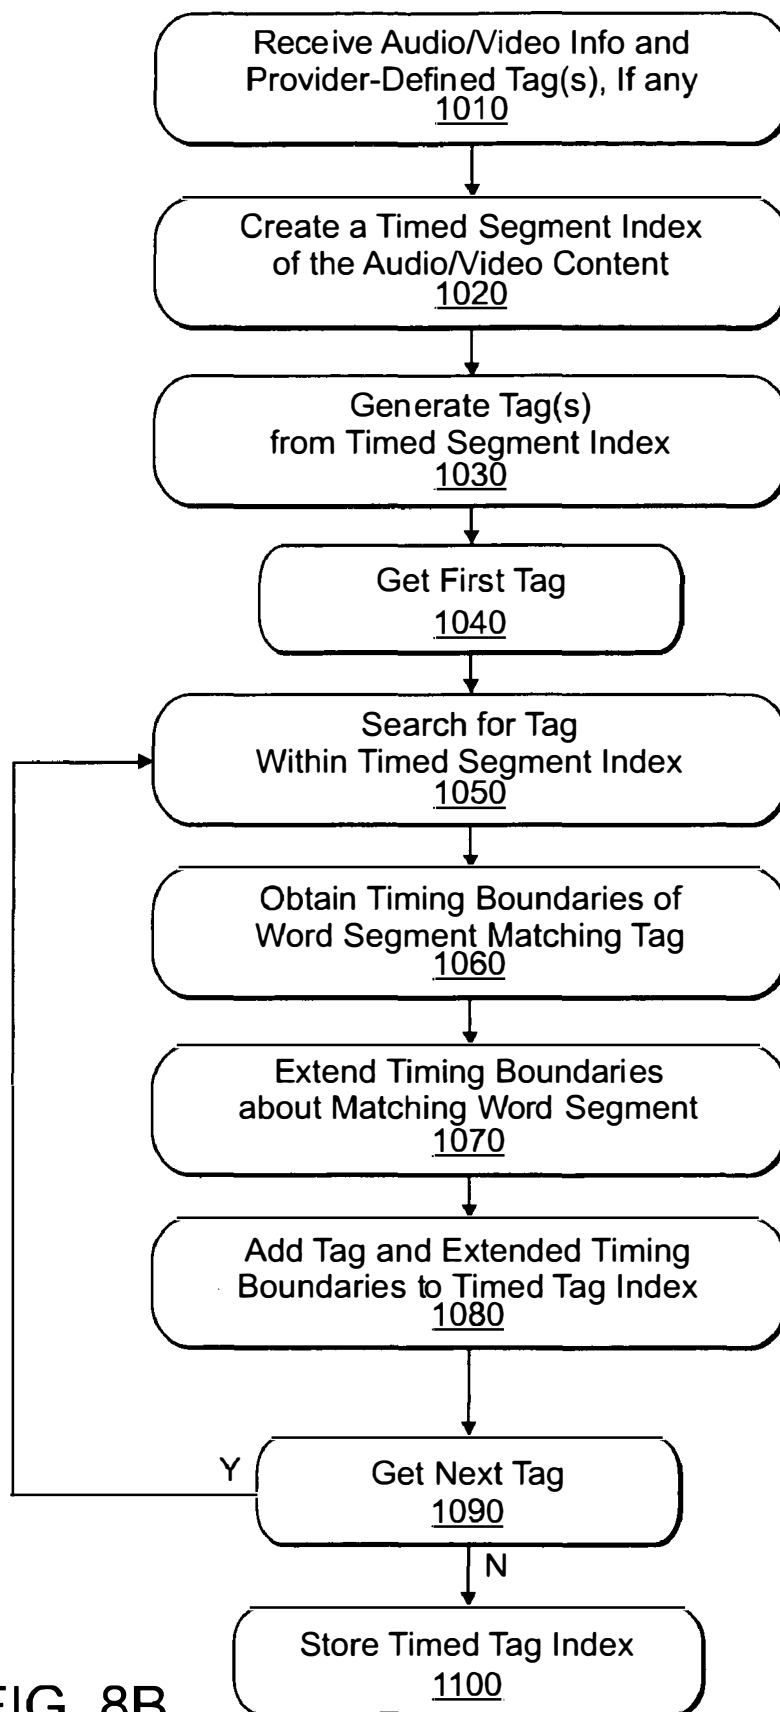 Receive Audio/Video Info and
Provider-Defined Tag(s), If any
1010
Create a Timed Segment Index
of the Audio/Video Content
1020
Generate Tag(s)
from Timed Segment Index
1030
Get First Tag
1040
Search for Tag
Within Timed Segment Index
1050
Obtain Timing Boundaries of
Word Segment Matching Tag
1060
Extend Timing Boundaries
about Matching Word Segment
1070
Add Tag and Extended Timing
Boundaries to Timed Tag Index
1080
Y
Get Next Tag
1090
N
Store Timed Tag Index
1100
FIG. 8B